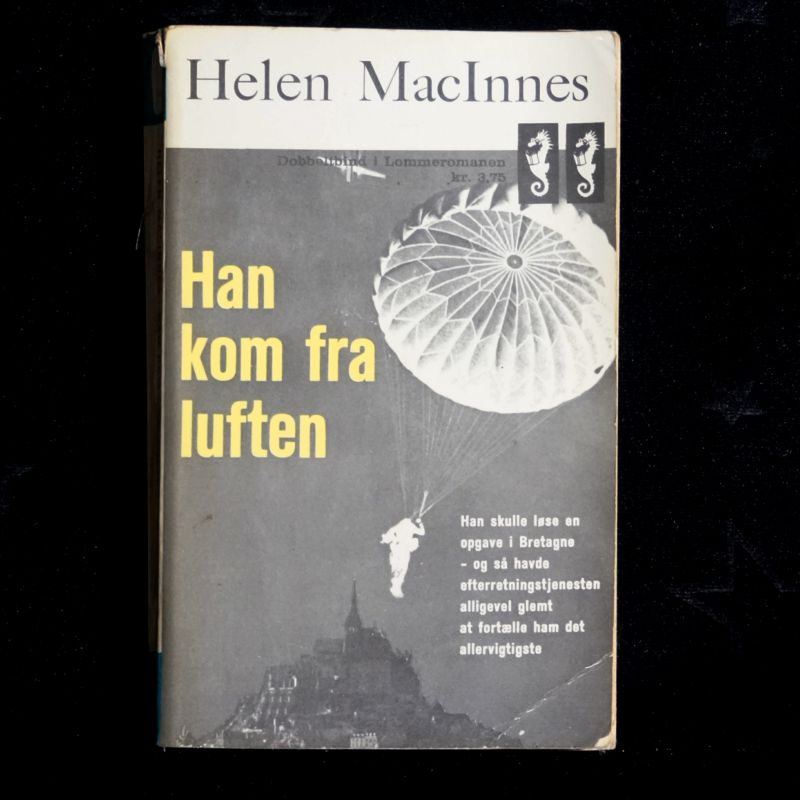 Helen MacInnes
Dobbeltbind i Lommeromanen
kr. 3.75
Han
kom fra
luften
Han skulle løse en
opgave i Bretagne
– og så havde
efterretningstjenesten
alligevel glemt
at fortælle ham det
allervigtigste